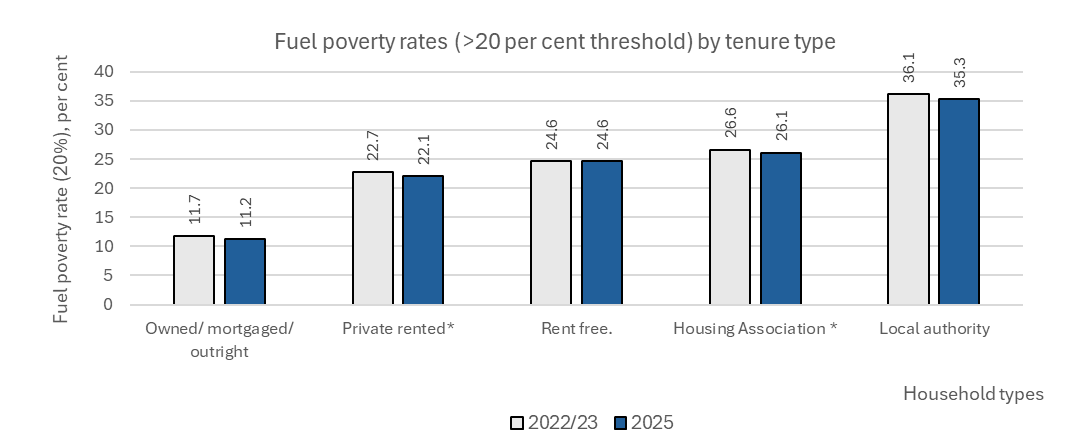 Fuel poverty rates (>20 per cent threshold) by tenure type
Fuel poverty rate (20%), per cent
40
35
30
25
20
15
10
5
0
11.7
11.2
22.7
22.1
24.6
24.6
26.6
26.1
36.1
35.3
Owned/ mortgaged/
outright
Private rented*
Rent free.
Housing Association *
Local authority
Household types
2022/23
2025